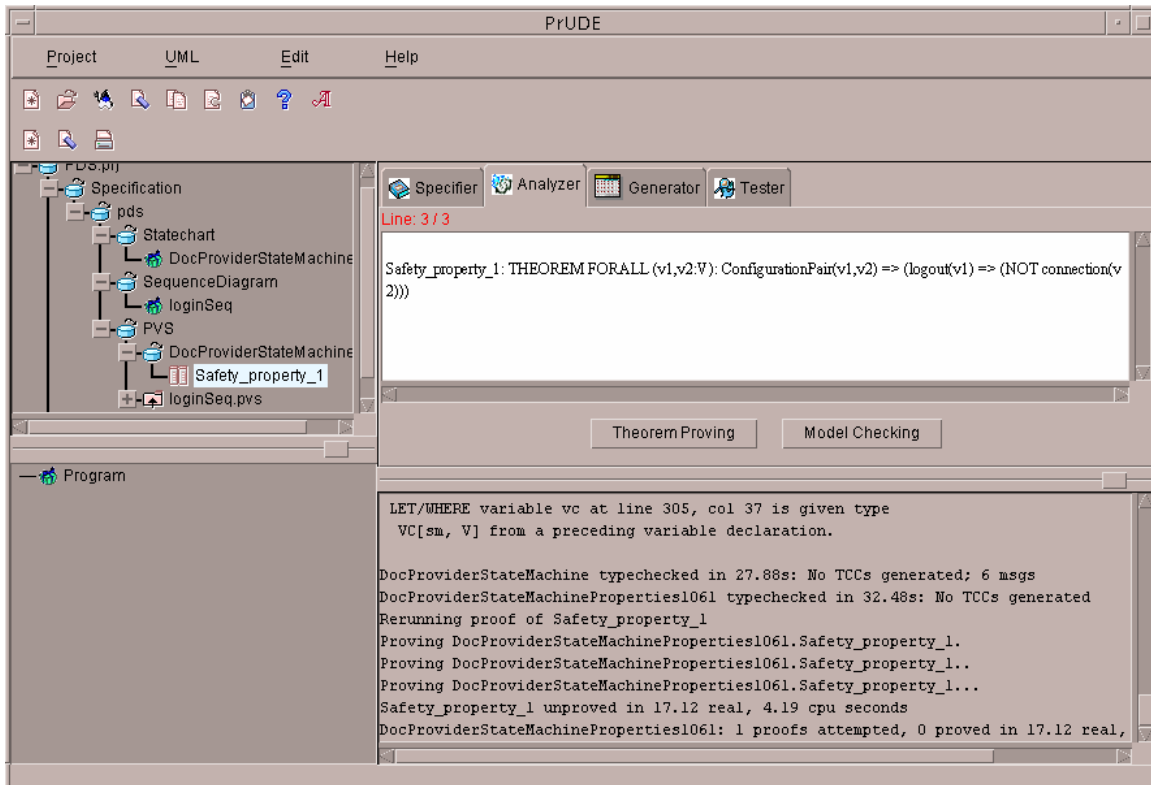 PrUDE
Project UML Edit Help
PDS.prj
Specification
pds
Statechart
DocProviderStateMachine
SequenceDiagram
loginSeq
PVS
DocProviderStateMachine
Safety_property_1
loginSeq.pvs
Program
Specifier Analyzer Generator Tester
Line: 3 / 3
Safety_property_1: THEOREM FORALL (v1,v2:V): ConfigurationPair(v1,v2) => (logout(v1) => (NOT connection(v
2)))
Theorem Proving Model Checking
LET/WHERE variable vc at line 305, col 37 is given type
VC[sm, V] from a preceding variable declaration.
DocProviderStateMachine typechecked in 27.88s: No TCCs generated; 6 msgs
DocProviderStateMachineProperties1061 typechecked in 32.48s: No TCCs generated
Rerunning proof of Safety_property_1
Proving DocProviderStateMachineProperties1061.Safety_property_1.
Proving DocProviderStateMachineProperties1061.Safety_property_1..
Proving DocProviderStateMachineProperties1061.Safety_property_1...
Safety_property_1 unproved in 17.12 real, 4.19 cpu seconds
DocProviderStateMachineProperties1061: 1 proofs attempted, 0 proved in 17.12 real,